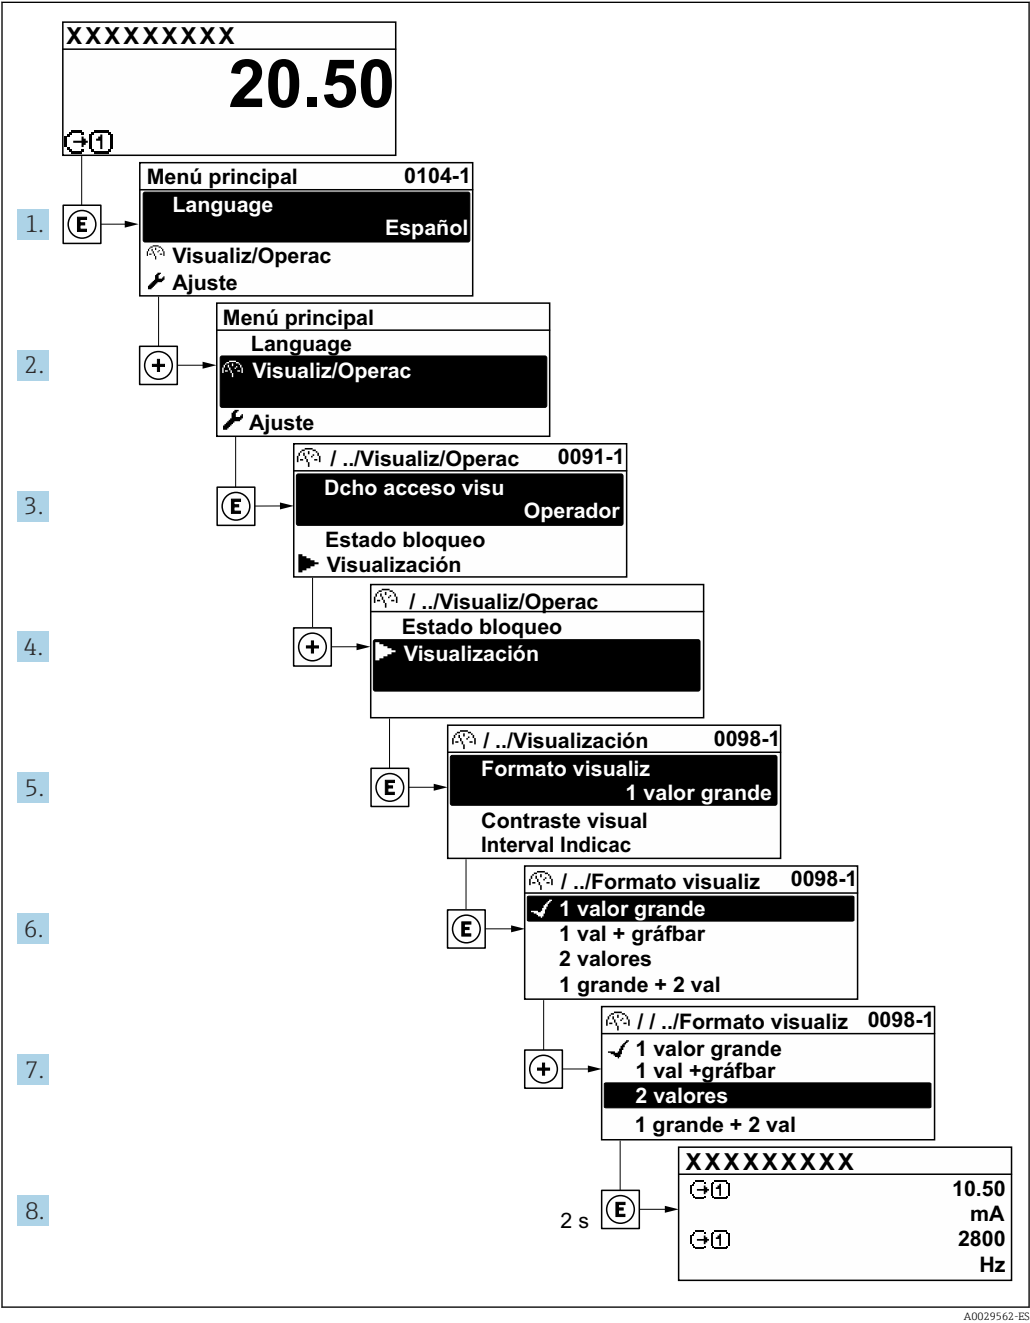 XXXXXXXXX
20.50
1
Menú principal 0104-1
1. E Language
Español
Visualiz/Operac
Ajuste
Menú principal
Language
2. + Visualiz/Operac
Ajuste
/ ../Visualiz/Operac 0091-1
3. E Dcho acceso visu
Operador
Estado bloqueo
Visualización
/ ../Visualiz/Operac
Estado bloqueo
4. + Visualización
/ ../Visualización 0098-1
Formato visualiz
5. E 1 valor grande
Contraste visual
Interval Indicac
/ ../Formato visualiz 0098-1
1 valor grande
6. E 1 val + gráfbar
2 valores
1 grande + 2 val
/ / ../Formato visualiz 0098-1
1 valor grande
7. + 1 val +gráfbar
2 valores
1 grande + 2 val
XXXXXXXXX
1 10.50
8. 2 s E mA
1 2800
Hz
A0029562-ES